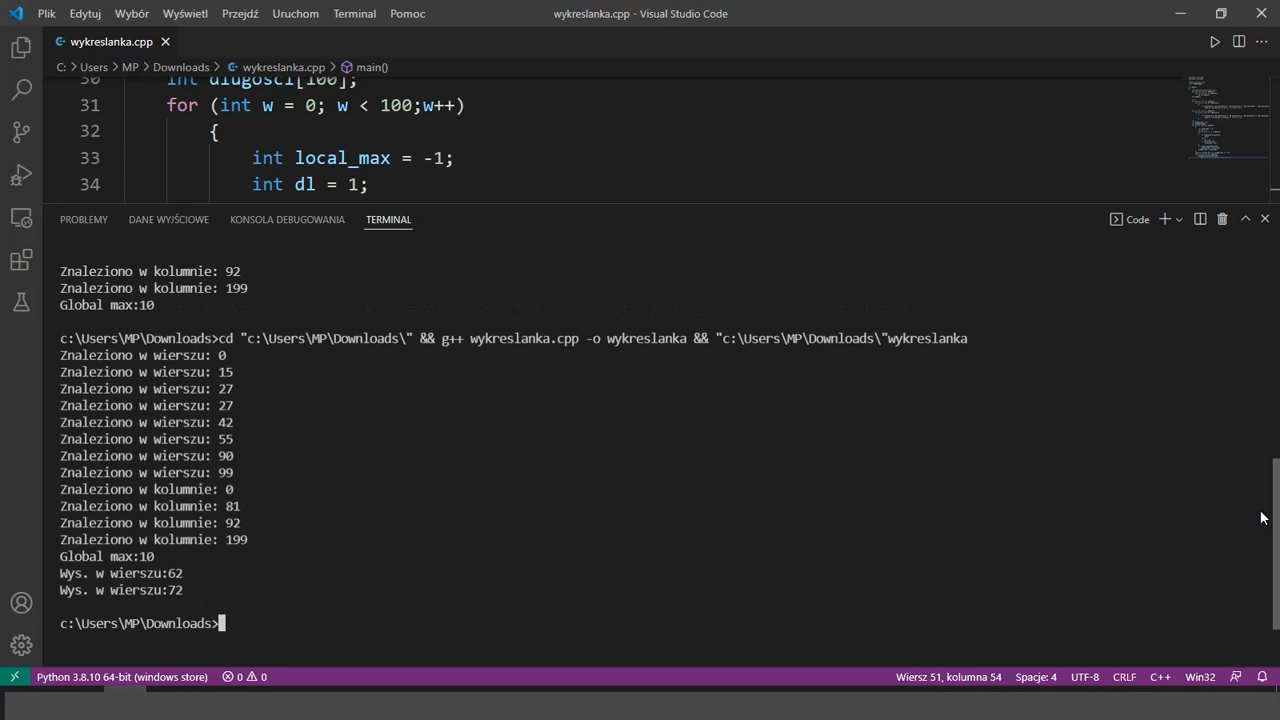 Plik Edytuj Wybór Wyświetl Przejdź Uruchom Terminal Pomoc wykreslanka.cpp - Visual Studio Code
wykreslanka.cpp
C: > Users > MP > Downloads > wykreslanka.cpp > main()
30 int dlugosci[100];
31 for (int w = 0; w < 100;w++)
32 {
33 int local_max = -1;
34 int dl = 1;
PROBLEMY DANE WYJŚCIOWE KONSOLA DEBUGOWANIA TERMINAL Code
Znaleziono w kolumnie: 92
Znaleziono w kolumnie: 199
Global max:10
c:\Users\MP\Downloads>cd "c:\Users\MP\Downloads\" && g++ wykreslanka.cpp -o wykreslanka && "c:\Users\MP\Downloads\"wykreslanka
Znaleziono w wierszu: 0
Znaleziono w wierszu: 15
Znaleziono w wierszu: 27
Znaleziono w wierszu: 27
Znaleziono w wierszu: 42
Znaleziono w wierszu: 55
Znaleziono w wierszu: 90
Znaleziono w wierszu: 99
Znaleziono w kolumnie: 0
Znaleziono w kolumnie: 81
Znaleziono w kolumnie: 92
Znaleziono w kolumnie: 199
Global max:10
Wys. w wierszu:62
Wys. w wierszu:72
c:\Users\MP\Downloads>
Python 3.8.10 64-bit (windows store) 0 0 Wiersz 51, kolumna 54 Spacje: 4 UTF-8 CRLF C++ Win32